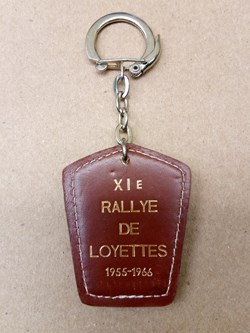 XIE
RALLYE
DE
LOYETTES
1955-1966